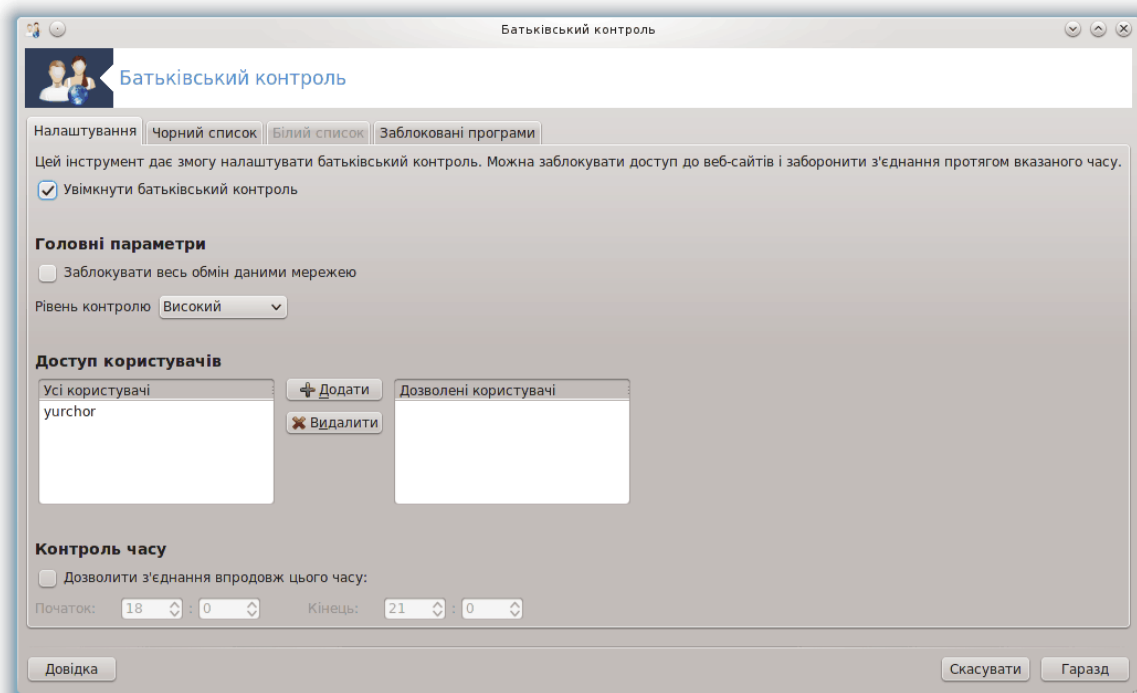 Батьківський контроль
Батьківський контроль
Налаштування Чорний список Білий список Заблоковані програми
Цей інструмент дає змогу налаштувати батьківський контроль. Можна заблокувати доступ до веб-сайтів і заборонити з'єднання протягом вказаного часу.
Увімкнути батьківський контроль
Головні параметри
Заблокувати весь обмін даними мережею
Рівень контролю Високий
Доступ користувачів
Усі користувачі Додати Дозволені користувачі
yurchor
Видалити
Контроль часу
Дозволити з'єднання впродовж цього часу:
Початок: 18 : 0 Кінець: 21 : 0
Довідка Скасувати Гаразд